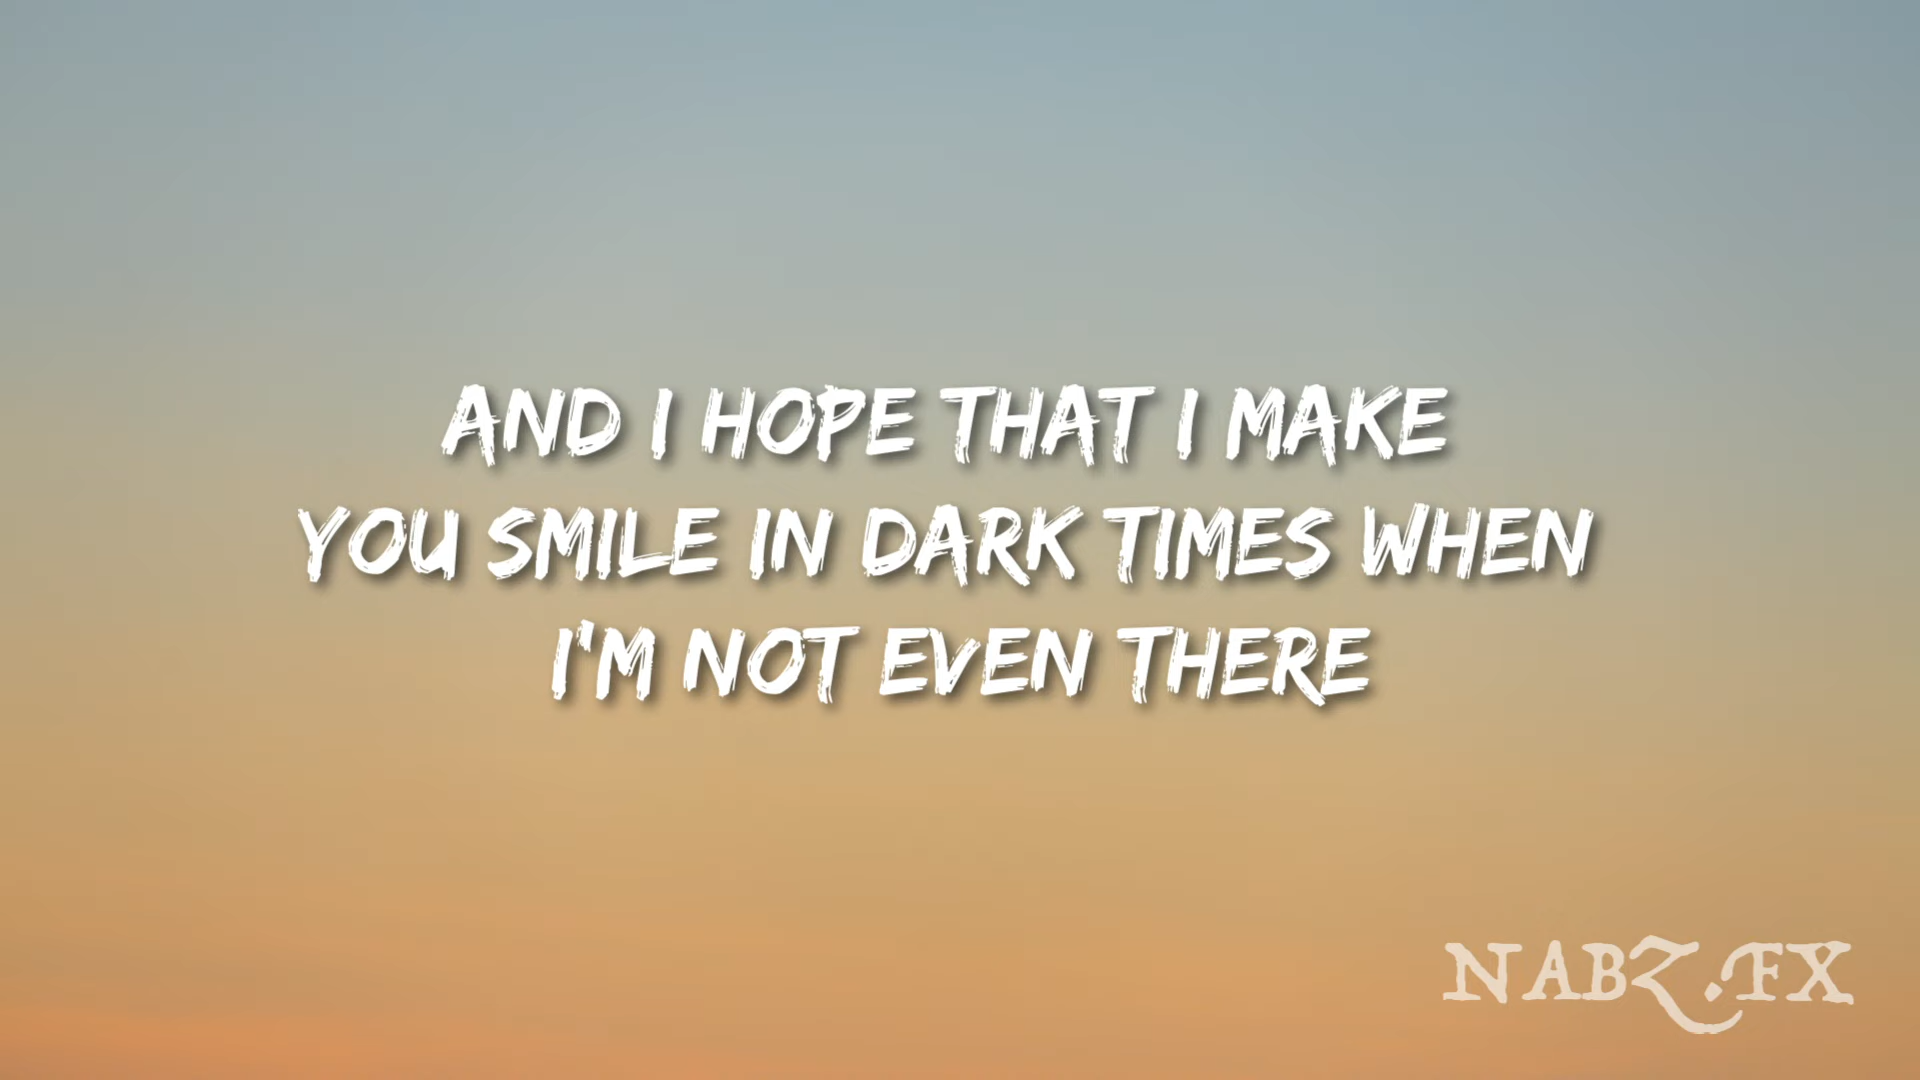 AND I HOPE THAT I MAKE
YOU SMILE IN DARK TIMES WHEN
I'M NOT EVEN THERE
NABZ.FX